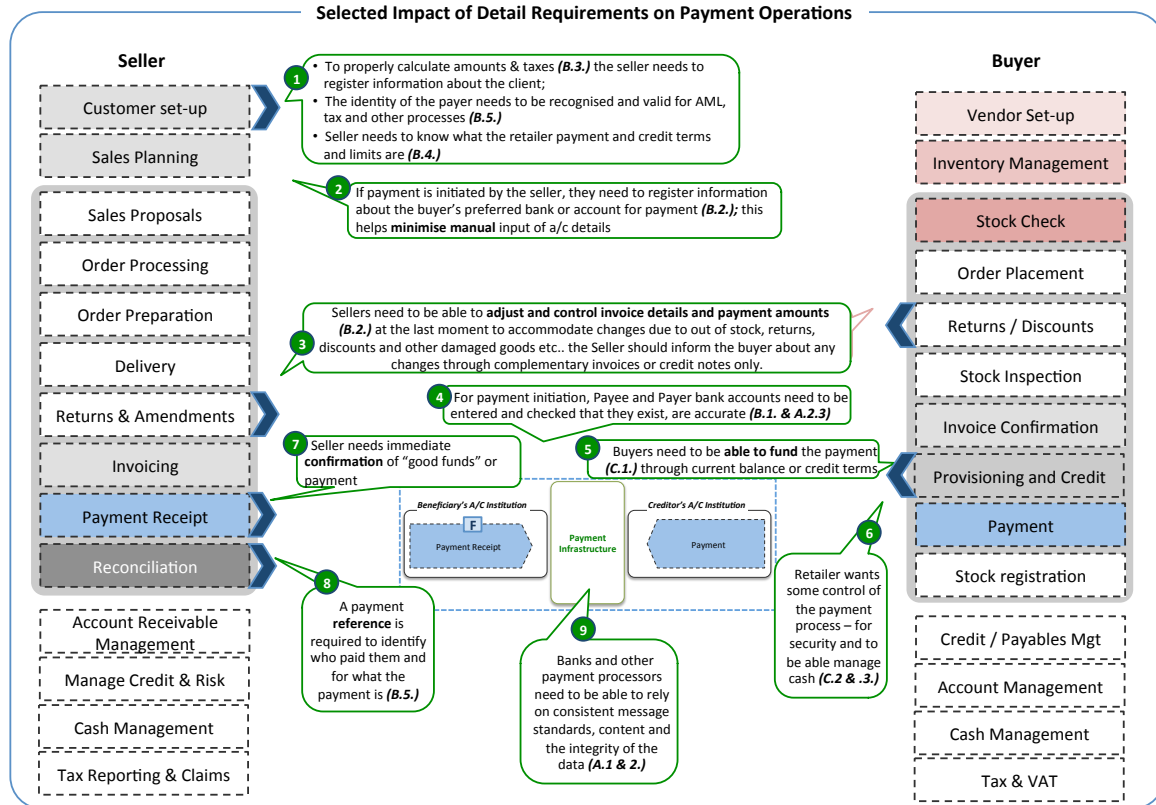 Selected Impact of Detail Requirements on Payment Operations
Seller
Customer set-up
Sales Planning
Sales Proposals
Order Processing
Order Preparation
Delivery
Returns & Amendments
Invoicing
Payment Receipt
Reconciliation
Account Receivable
Management
Manage Credit & Risk
Cash Management
Tax Reporting & Claims
1
• To properly calculate amounts & taxes (B.3.) the seller needs to
register information about the client;
• The identity of the payer needs to be recognised and valid for AML,
tax and other processes (B.5.)
• Seller needs to know what the retailer payment and credit terms
and limits are (B.4.)
2
If payment is initiated by the seller, they need to register information
about the buyer's preferred bank or account for payment (B.2.); this
helps minimise manual input of a/c details
3
Sellers need to be able to adjust and control invoice details and payment amounts
(B.2.) at the last moment to accommodate changes due to out of stock, returns,
discounts and other damaged goods etc.. the Seller should inform the buyer about any
changes through complementary invoices or credit notes only.
4
For payment initiation, Payee and Payer bank accounts need to be
entered and checked that they exist, are accurate (B.1. & A.2.3)
7
Seller needs immediate
confirmation of "good funds" or
payment
5
Buyers need to be able to fund the payment
(C.1.) through current balance or credit terms
Beneficiary's A/C Institution
F
Payment Receipt
Payment
Infrastructure
Creditor's A/C Institution
Payment
6
Retailer wants
some control of
the payment
process – for
security and to
be able manage
cash (C.2 & .3.)
8
A payment
reference is
required to identify
who paid them and
for what the
payment is (B.5.)
9
Banks and other
payment processors
need to be able to rely
on consistent message
standards, content and
the integrity of the
data (A.1 & 2.)
Buyer
Vendor Set-up
Inventory Management
Stock Check
Order Placement
Returns / Discounts
Stock Inspection
Invoice Confirmation
Provisioning and Credit
Payment
Stock registration
Credit / Payables Mgt
Account Management
Cash Management
Tax & VAT